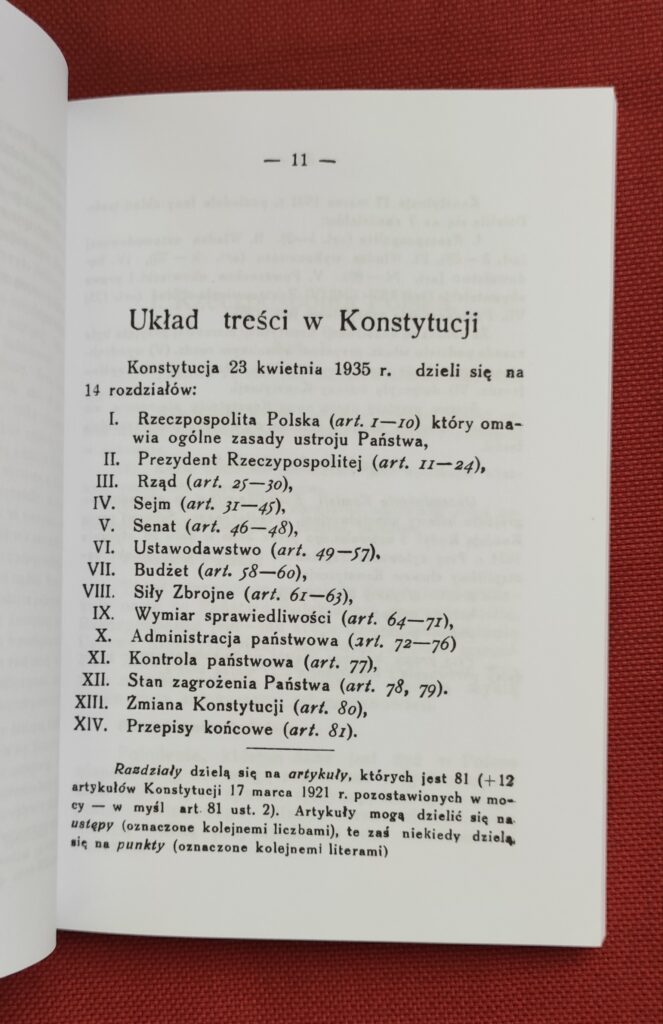 — 11 —
Układ treści w Konstytucji
Konstytucja 23 kwietnia 1935 r. dzieli się na
14 rozdziałów:
I. Rzeczpospolita Polska (art. 1—10) który oma-
wia ogólne zasady ustroju Państwa,
II. Prezydent Rzeczypospolitej (art. 11—24),
III. Rząd (art. 25—30),
IV. Sejm (art. 31—45),
V. Senat (art. 46—48),
VI. Ustawodawstwo (art. 49—57),
VII. Budżet (art. 58—60),
VIII. Siły Zbrojne (art. 61—63),
IX. Wymiar sprawiedliwości (art. 64—71),
X. Administracja państwowa (art. 72—76)
XI. Kontrola państwowa (art. 77),
XII. Stan zagrożenia Państwa (art. 78, 79).
XIII. Zmiana Konstytucji (art. 80),
XIV. Przepisy końcowe (art. 81).
Rozdziały dzielą się na artykuły, których jest 81 (+12
artykułów Konstytucji 17 marca 1921 r. pozostawionych w mo-
cy — w myśl art. 81 ust. 2). Artykuły mogą dzielić się na
ustępy (oznaczone kolejnemi liczbami), te zaś niekiedy dzielą
się na punkty (oznaczone kolejnemi literami)